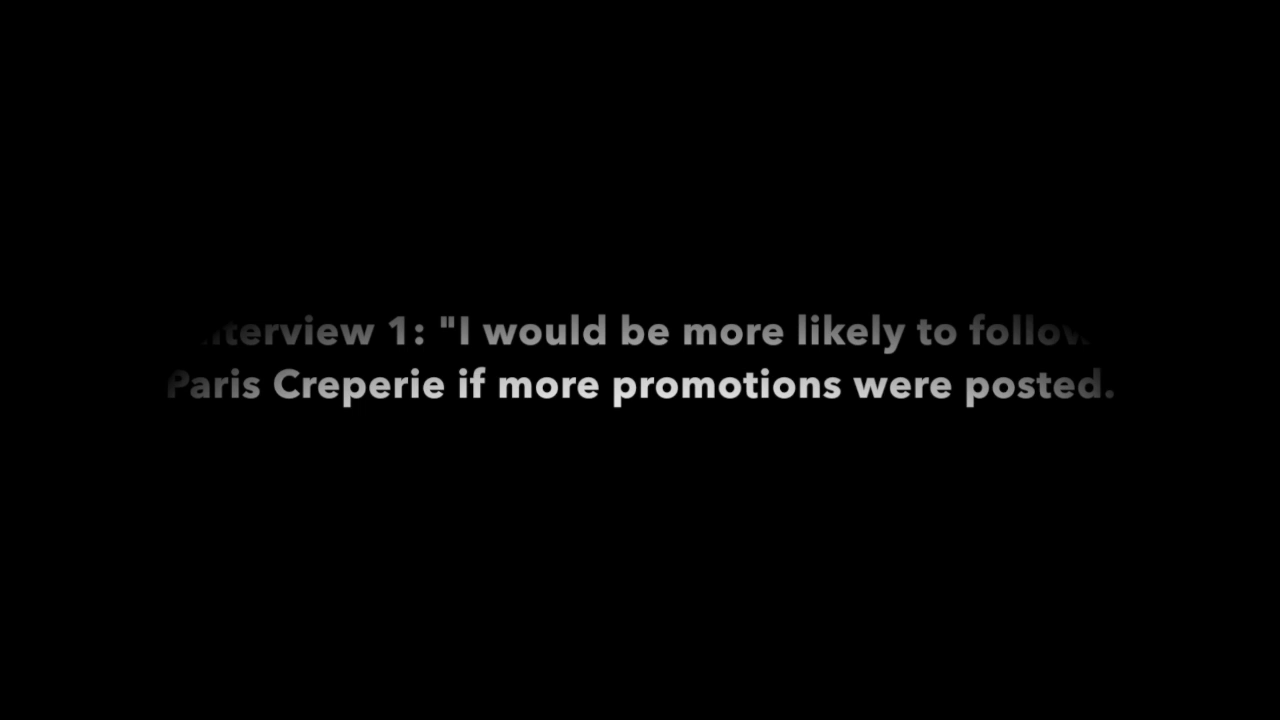 Interview 1: "I would be more likely to follow
Paris Creperie if more promotions were posted.